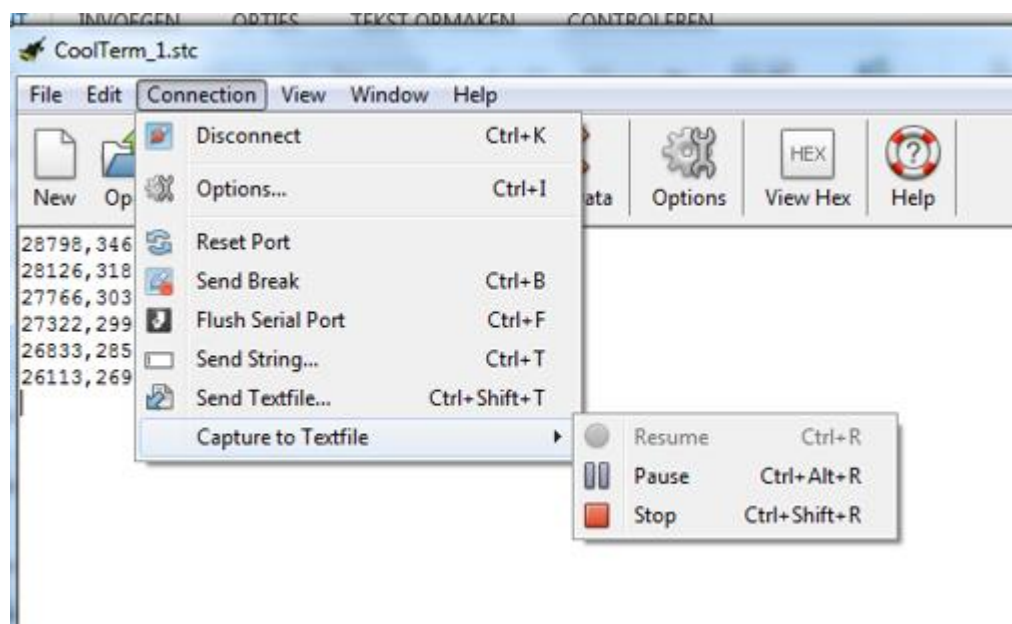 INVOEGEN OPTIES TEKST OPMAKEN CONTROLEREN
CoolTerm_1.stc
File Edit Connection View Window Help
New Op ata Options HEX View Hex Help
Disconnect Ctrl+K
Options... Ctrl+I
Reset Port
Send Break Ctrl+B
Flush Serial Port Ctrl+F
Send String... Ctrl+T
Send Textfile... Ctrl+Shift+T
Capture to Textfile
Resume Ctrl+R
Pause Ctrl+Alt+R
Stop Ctrl+Shift+R
28798,346
28126,318
27766,303
27322,299
26833,285
26113,269